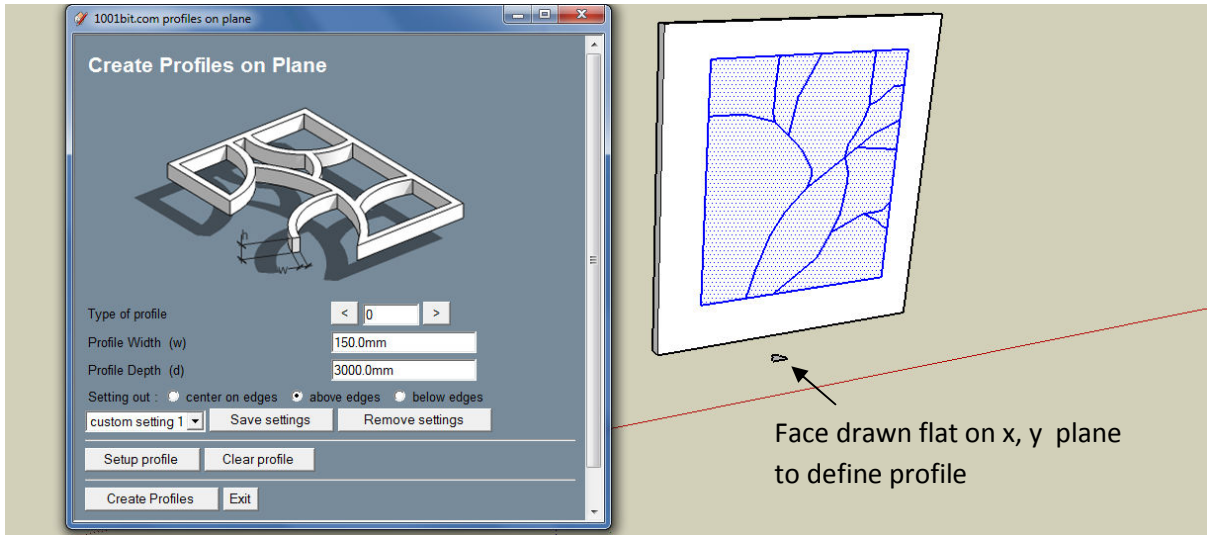 1001bit.com profiles on plane
Create Profiles on Plane
h
w
Type of profile < 0 >
Profile Width (w) 150.0mm
Profile Depth (d) 3000.0mm
Setting out : center on edges above edges below edges
custom setting 1 Save settings Remove settings
Setup profile Clear profile
Create Profiles Exit
Face drawn flat on x, y plane
to define profile